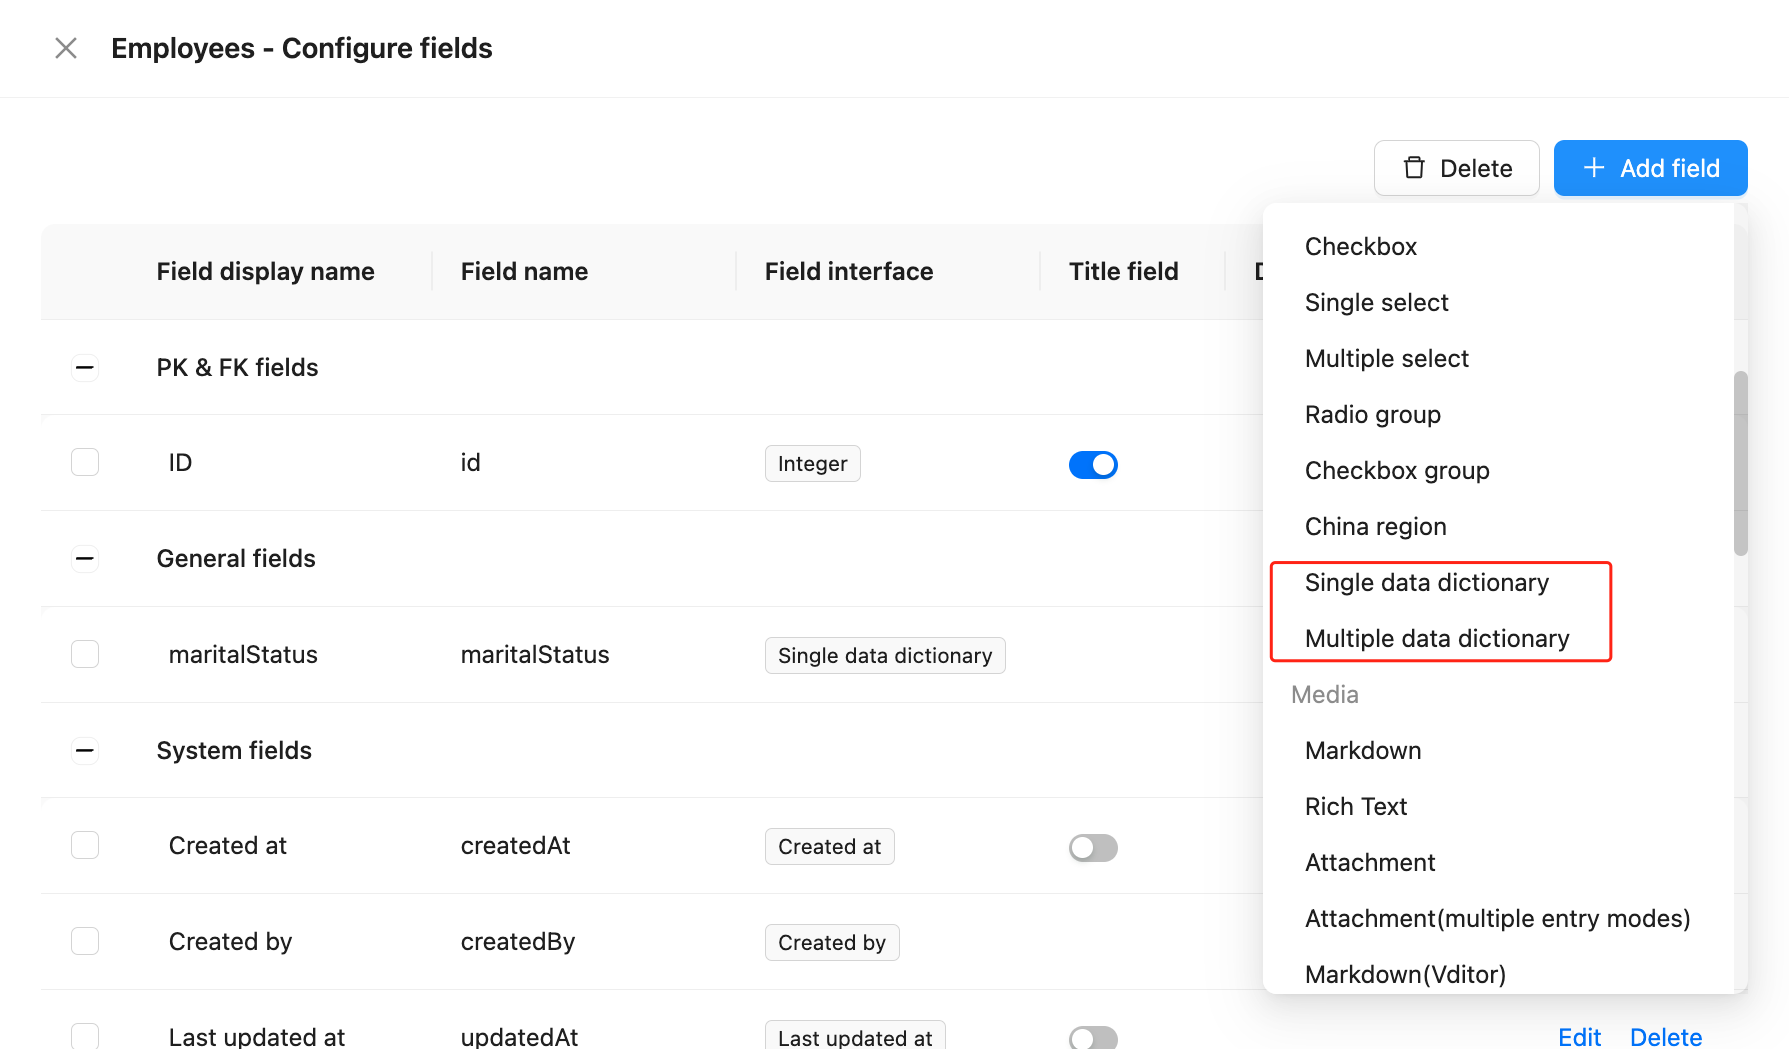 Employees - Configure fields
Delete
Add field
Field display name
Field name
Field interface
Title field
PK & FK fields
ID
id
Integer
General fields
maritalStatus
maritalStatus
Single data dictionary
System fields
Created at
createdAt
Created at
Created by
createdBy
Created by
Last updated at
updatedAt
Last updated at
Edit
Delete
Checkbox
Single select
Multiple select
Radio group
Checkbox group
China region
Single data dictionary
Multiple data dictionary
Media
Markdown
Rich Text
Attachment
Attachment(multiple entry modes)
Markdown(Vditor)